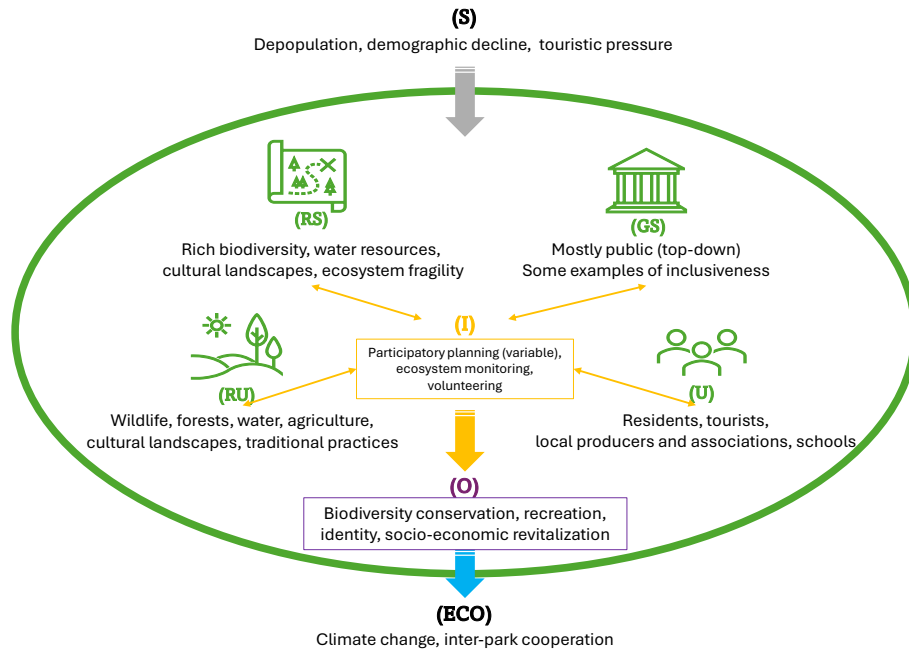 (S)
Depopulation, demographic decline, touristic pressure
(RS)
Rich biodiversity, water resources,
cultural landscapes, ecosystem fragility
(GS)
Mostly public (top-down)
Some examples of inclusiveness
(I)
Participatory planning (variable),
ecosystem monitoring,
volunteering
(RU)
Wildlife, forests, water, agriculture,
cultural landscapes, traditional practices
(U)
Residents, tourists,
local producers and associations, schools
(O)
Biodiversity conservation, recreation,
identity, socio-economic revitalization
(ECO)
Climate change, inter-park cooperation